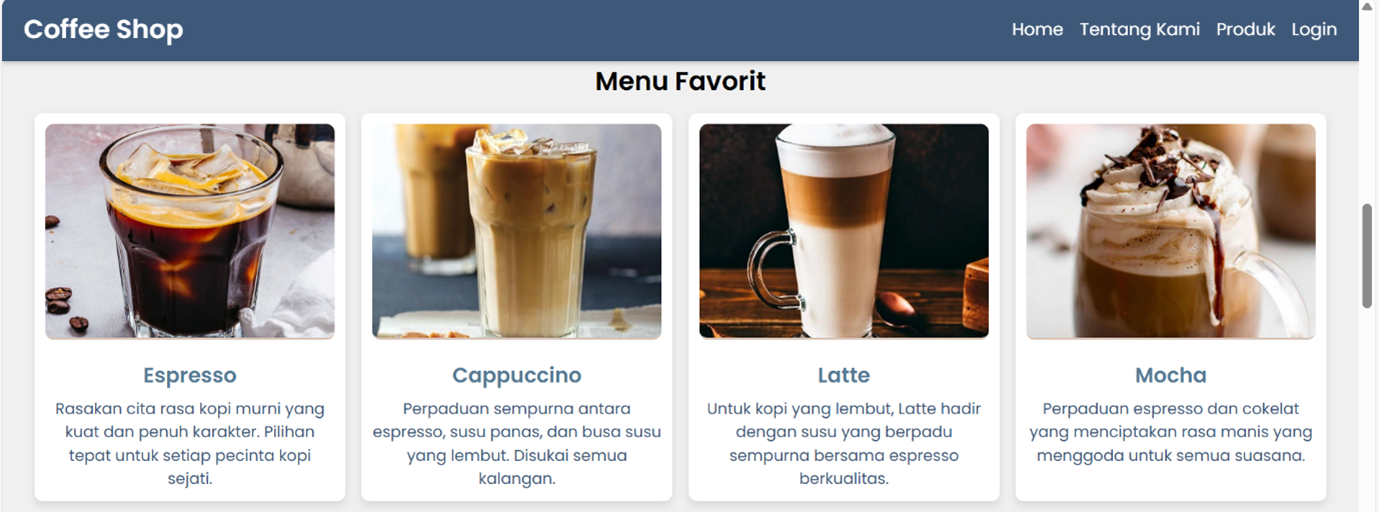 Coffee Shop
Home Tentang Kami Produk Login
Menu Favorit
Espresso
Rasakan cita rasa kopi murni yang
kuat dan penuh karakter. Pilihan
tepat untuk setiap pecinta kopi
sejati.
Cappuccino
Perpaduan sempurna antara
espresso, susu panas, dan busa susu
yang lembut. Disukai semua
kalangan.
Latte
Untuk kopi yang lembut, Latte hadir
dengan susu yang berpadu
sempurna bersama espresso
berkualitas.
Mocha
Perpaduan espresso dan cokelat
yang menciptakan rasa manis yang
menggoda untuk semua suasana.